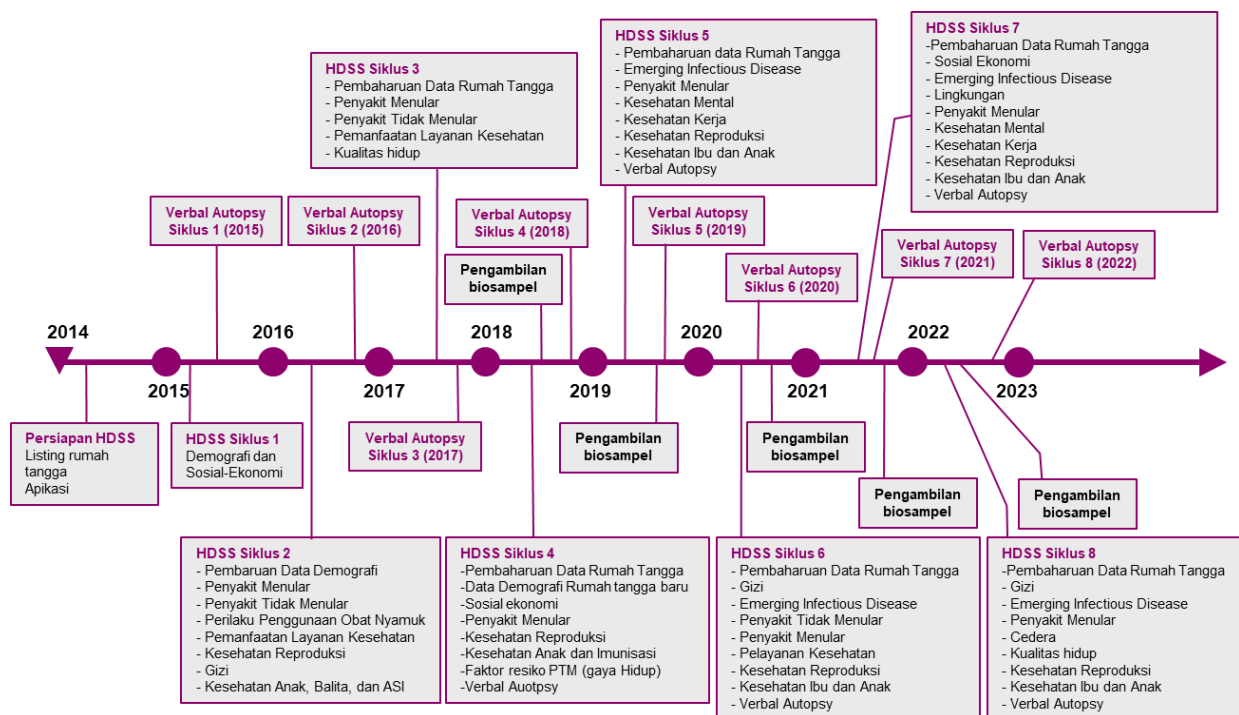 HDSS Siklus 3
- Pembaharuan Data Rumah Tangga
- Penyakit Menular
- Penyakit Tidak Menular
- Pemanfaatan Layanan Kesehatan
- Kualitas hidup
HDSS Siklus 5
- Pembaharuan data Rumah Tangga
- Emerging Infectious Disease
- Penyakit Menular
- Kesehatan Mental
- Kesehatan Kerja
- Kesehatan Reproduksi
- Kesehatan Ibu dan Anak
- Verbal Autopsy
HDSS Siklus 7
-Pembaharuan Data Rumah Tangga
- Sosial Ekonomi
- Emerging Infectious Disease
- Lingkungan
- Penyakit Menular
- Kesehatan Mental
- Kesehatan Kerja
- Kesehatan Reproduksi
- Kesehatan Ibu dan Anak
- Verbal Autopsy
Verbal Autopsy
Siklus 1 (2015)
Verbal Autopsy
Siklus 2 (2016)
Verbal Autopsy
Siklus 4 (2018)
Pengambilan
biosampel
Verbal Autopsy
Siklus 5 (2019)
Verbal Autopsy
Siklus 6 (2020)
Verbal Autopsy
Siklus 7 (2021)
Verbal Autopsy
Siklus 8 (2022)
2014
2016
2018
2020
2022
2015
2017
2019
2021
2023
Persiapan HDSS
Listing rumah
tangga
Apikasi
HDSS Siklus 1
Demografi dan
Sosial-Ekonomi
Verbal Autopsy
Siklus 3 (2017)
Pengambilan
biosampel
Pengambilan
biosampel
Pengambilan
biosampel
Pengambilan
biosampel
HDSS Siklus 2
- Pembaruan Data Demografi
- Penyakit Menular
- Penyakit Tidak Menular
- Perilaku Penggunaan Obat Nyamuk
- Pemanfaatan Layanan Kesehatan
- Kesehatan Reproduksi
- Gizi
- Kesehatan Anak, Balita, dan ASI
HDSS Siklus 4
-Pembaharuan Data Rumah Tangga
-Data Demografi Rumah tangga baru
-Sosial ekonomi
-Penyakit Menular
-Kesehatan Reproduksi
-Kesehatan Anak dan Imunisasi
-Faktor resiko PTM (gaya Hidup)
-Verbal Auotpsy
HDSS Siklus 6
- Pembaharuan Data Rumah Tangga
- Gizi
- Emerging Infectious Disease
- Penyakit Tidak Menular
- Penyakit Menular
- Pelayanan Kesehatan
- Kesehatan Reproduksi
- Kesehatan Ibu dan Anak
- Verbal Autopsy
HDSS Siklus 8
-Pembaharuan Data Rumah Tangga
- Gizi
- Emerging Infectious Disease
- Penyakit Menular
- Cedera
- Kualitas hidup
- Kesehatan Reproduksi
- Kesehatan Ibu dan Anak
- Verbal Autopsy